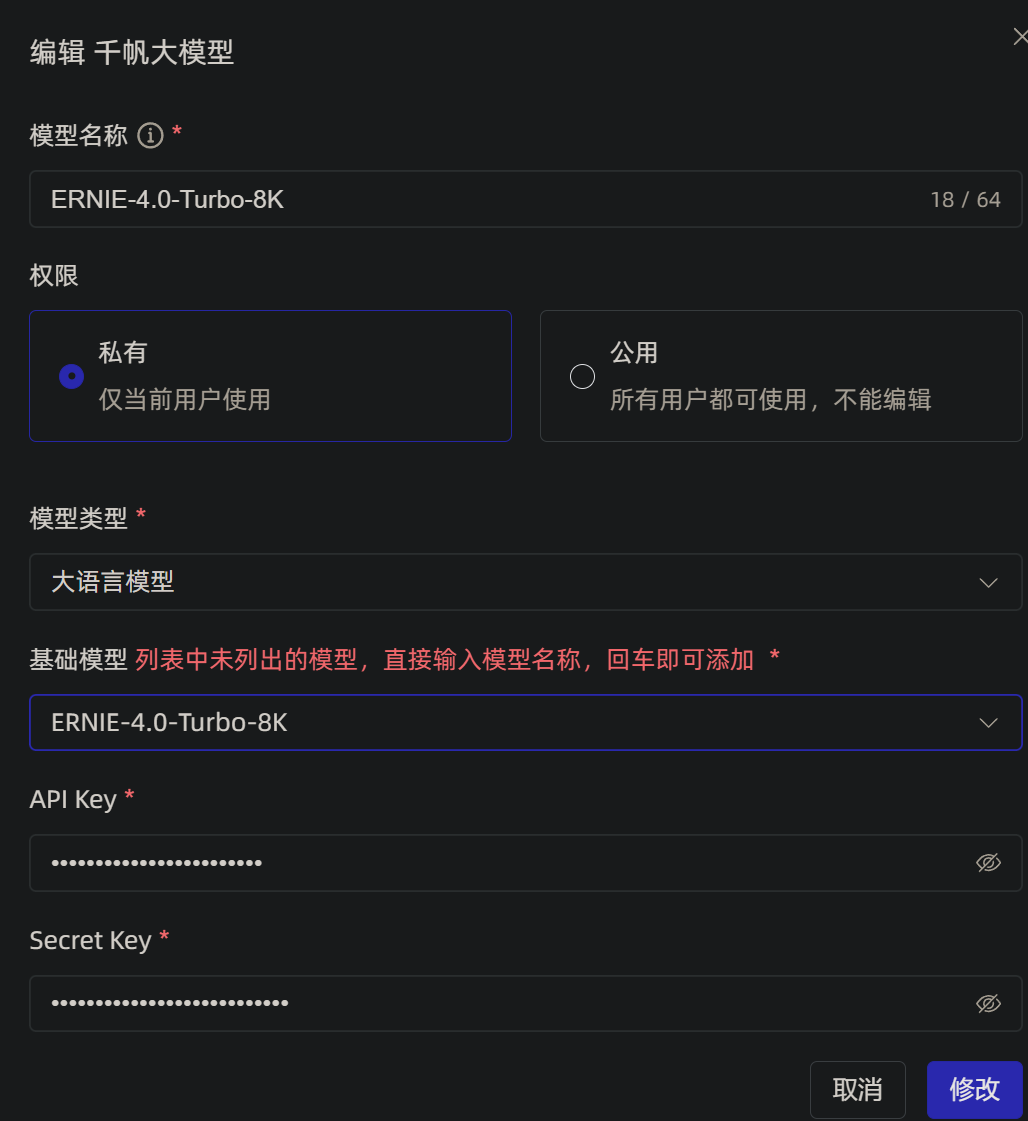 编辑 千帆大模型
模型名称 *
ERNIE-4.0-Turbo-8K 18 / 64
权限
私有
仅当前用户使用
公用
所有用户都可使用，不能编辑
模型类型 *
大语言模型
基础模型 列表中未列出的模型，直接输入模型名称，回车即可添加 *
ERNIE-4.0-Turbo-8K
API Key *
••••••••••••••••••••••••
Secret Key *
•••••••••••••••••••••••••••
取消 修改